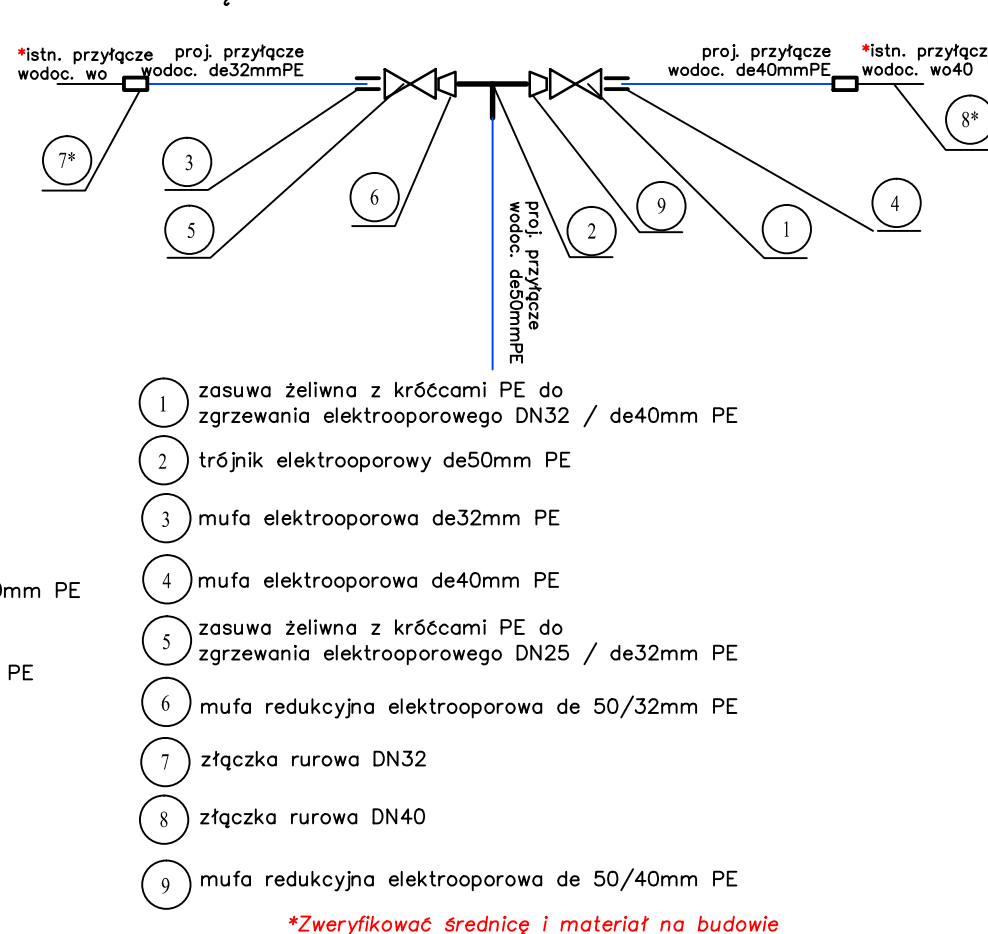 *istn. przyłącze
wodoc. wo
proj. przyłącze
wodoc. de32mmPE
proj. przyłącze
wodoc. de40mmPE
*istn. przyłącz
wodoc. wo40
7*
3
5
6
2
9
1
4
8*
proj. przyłącze
wodoc. de50mmPE
1 zasuwa żeliwna z króćcami PE do
zgrzewania elektrooporowego DN32 / de40mm PE
2 trójnik elektrooporowy de50mm PE
3 mufa elektrooporowa de32mm PE
4 mufa elektrooporowa de40mm PE
mm PE
5 zasuwa żeliwna z króćcami PE do
zgrzewania elektrooporowego DN25 / de32mm PE
PE
6 mufa redukcyjna elektrooporowa de 50/32mm PE
7 złączka rurowa DN32
8 złączka rurowa DN40
9 mufa redukcyjna elektrooporowa de 50/40mm PE
*Zweryfikować średnicę i materiał na budowie